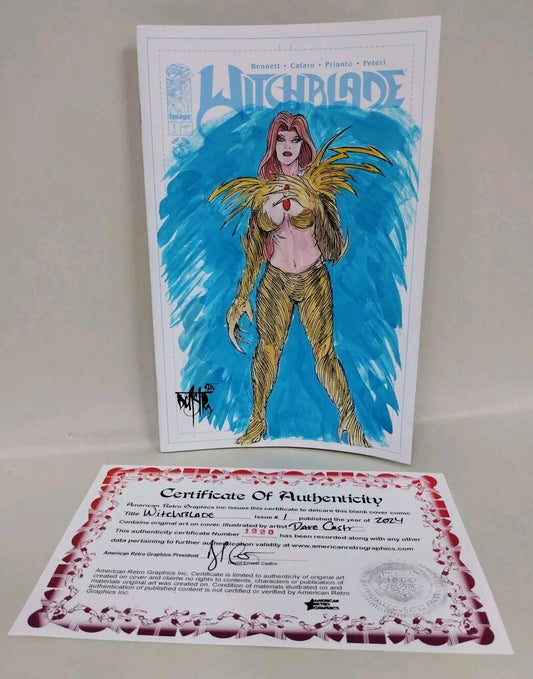 Bennett • Cafaro • Prianto • Peteri
WITCHBLADE
image
1
Certificate Of Authenticity
American Retro Graphics Inc issues this certificate to delcare this blank cover comic
Title WitchBlade Issue # 1 published the year of 2024
Contains original art on cover. Illustrated by artist Dave Castr
This authenticity certificate Number 1220 has been recorded along with any other
data pertaining to further authentication validity at www.americanretrographics.com
American Retro Graphics President
David Ernett Castro
American Retro Graphics Inc. Certificate is limited to authenticity of original art
created on cover and claims no rights to contents, characters or publication of
materials original art was created on. Condition of materials illustrated on and
authentication of published content is not certified or verified by American Retro
Graphics Inc.
AMERICAN
RETRO
GRAPHICS